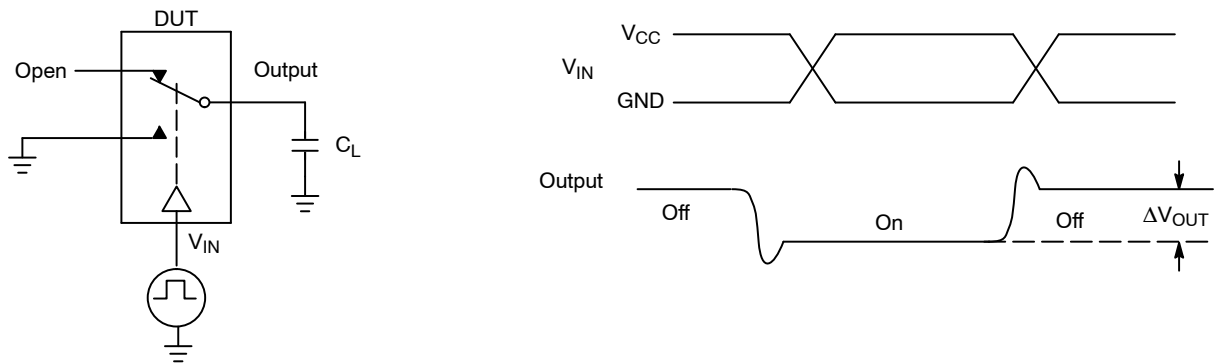 DUT
Open
Output
C_L
V_IN
V_CC
V_IN
GND
Output
Off
On
Off
ΔV_OUT